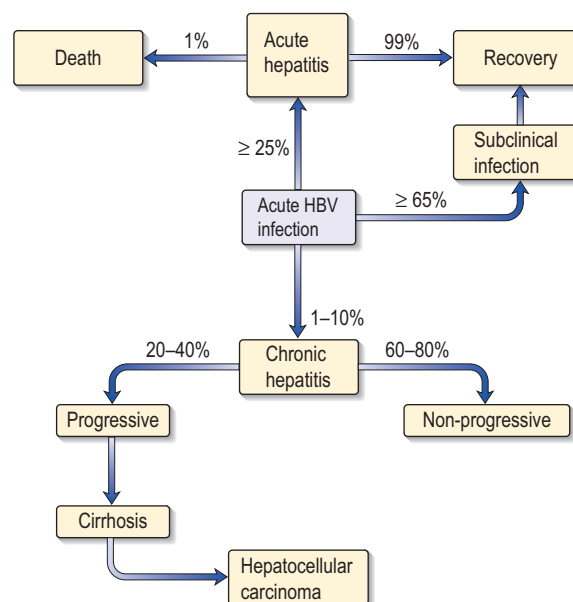 Death
1%
Acute
hepatitis
99%
Recovery
Subclinical
infection
≥ 25%
Acute HBV
infection
≥ 65%
1–10%
20–40%
Chronic
hepatitis
60–80%
Progressive
Non-progressive
Cirrhosis
Hepatocellular
carcinoma